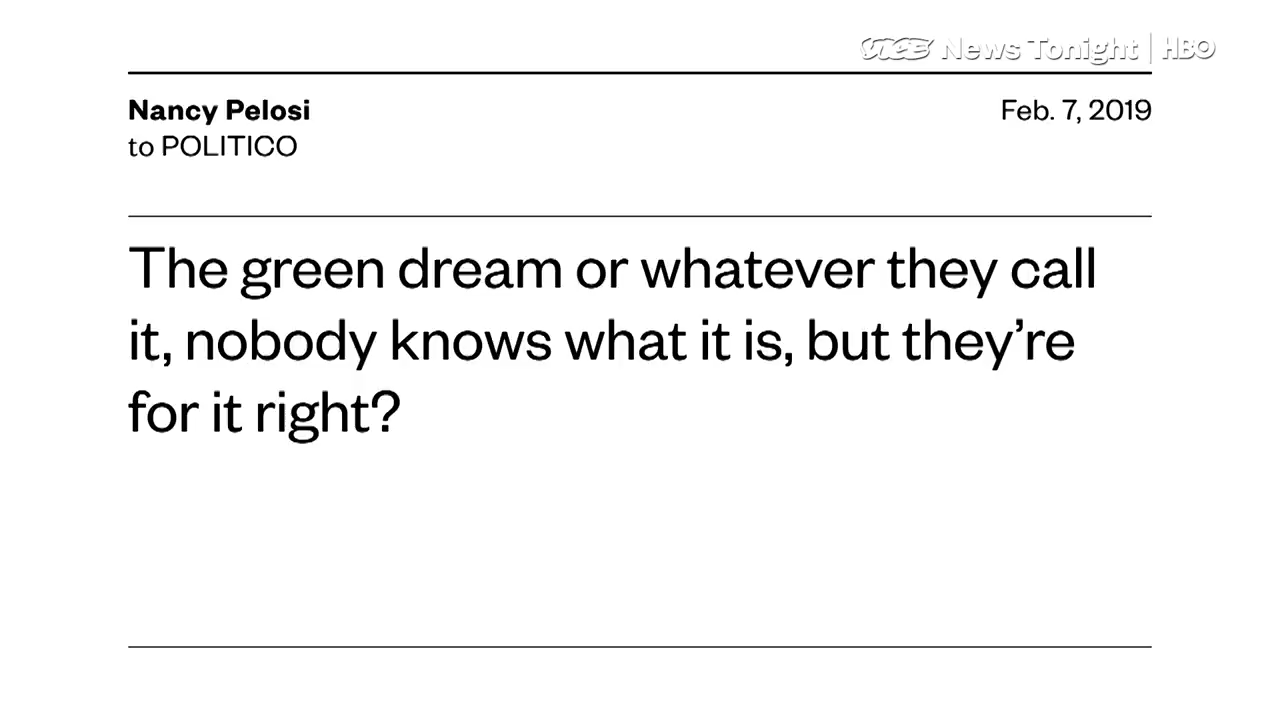 VICE News Tonight | HBO
Nancy Pelosi
Feb. 7, 2019
to POLITICO
The green dream or whatever they call
it, nobody knows what it is, but they’re
for it right?